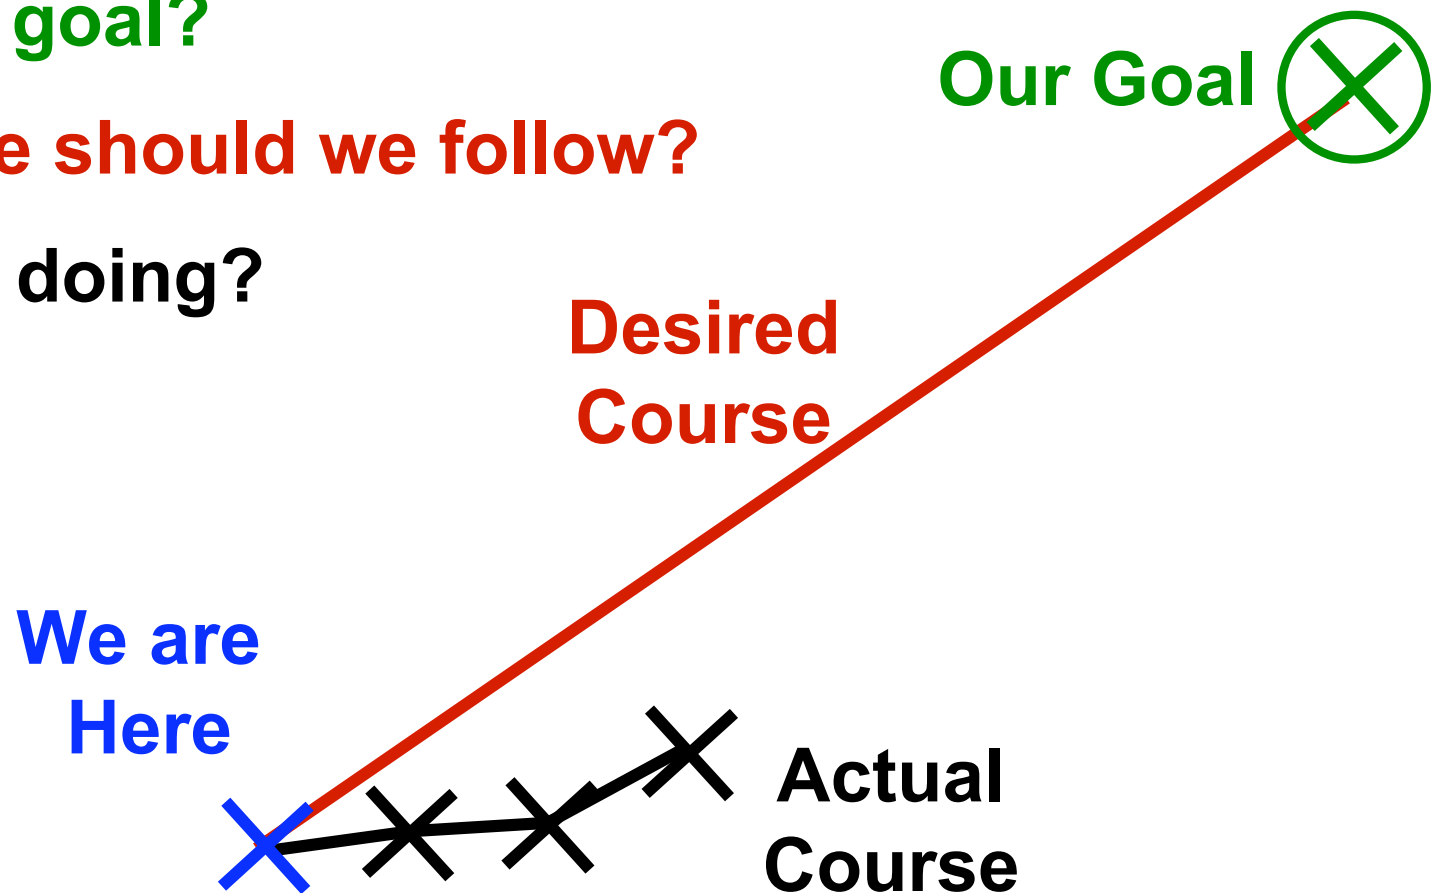 goal?
Our Goal
e should we follow?
doing?
Desired
Course
We are
Here
Actual
Course